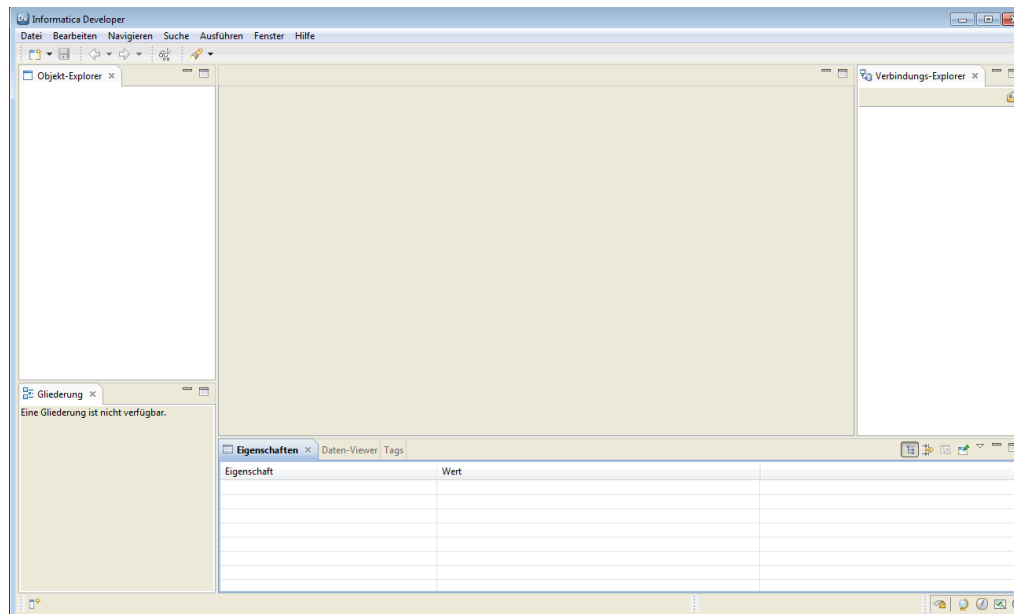 Dv Informatica Developer
Datei Bearbeiten Navigieren Suche Ausführen Fenster Hilfe
Objekt-Explorer
Verbindungs-Explorer
Gliederung
Eine Gliederung ist nicht verfügbar.
Eigenschaften Daten-Viewer Tags
Eigenschaft Wert